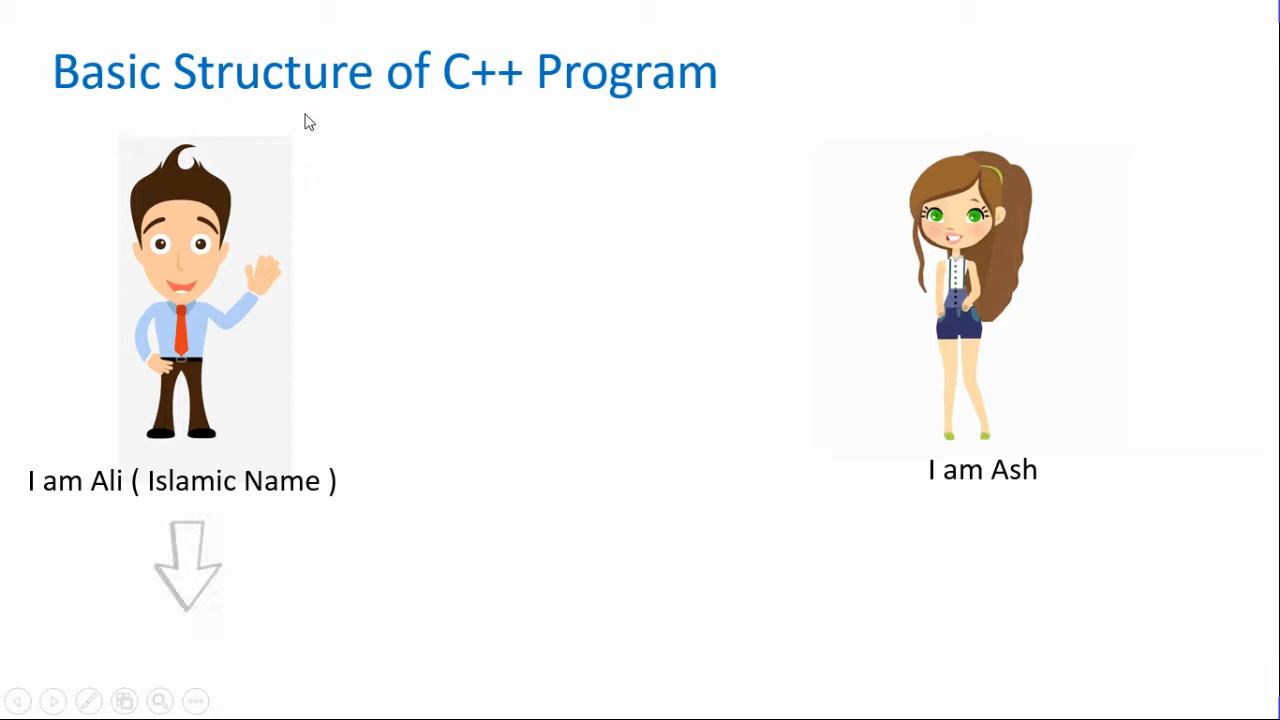 Basic Structure of C++ Program
I am Ali ( Islamic Name )
I am Ash